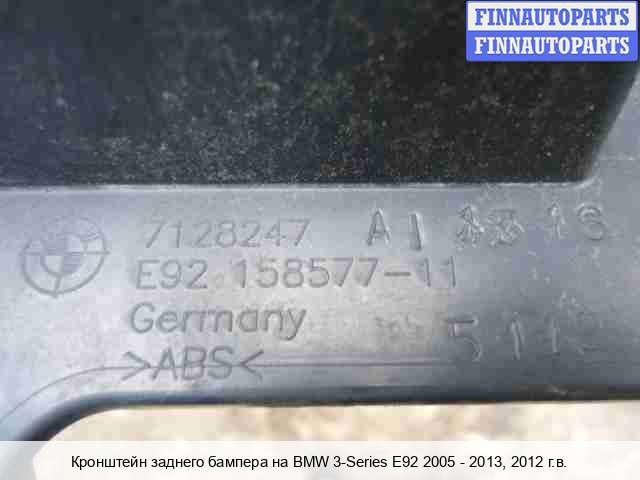 FINNAUTOPARTS
FINNAUTOPARTS
7128247 AI
E92 158577-11
Germany
>ABS<
Кронштейн заднего бампера на BMW 3-Series E92 2005 - 2013, 2012 г.в.